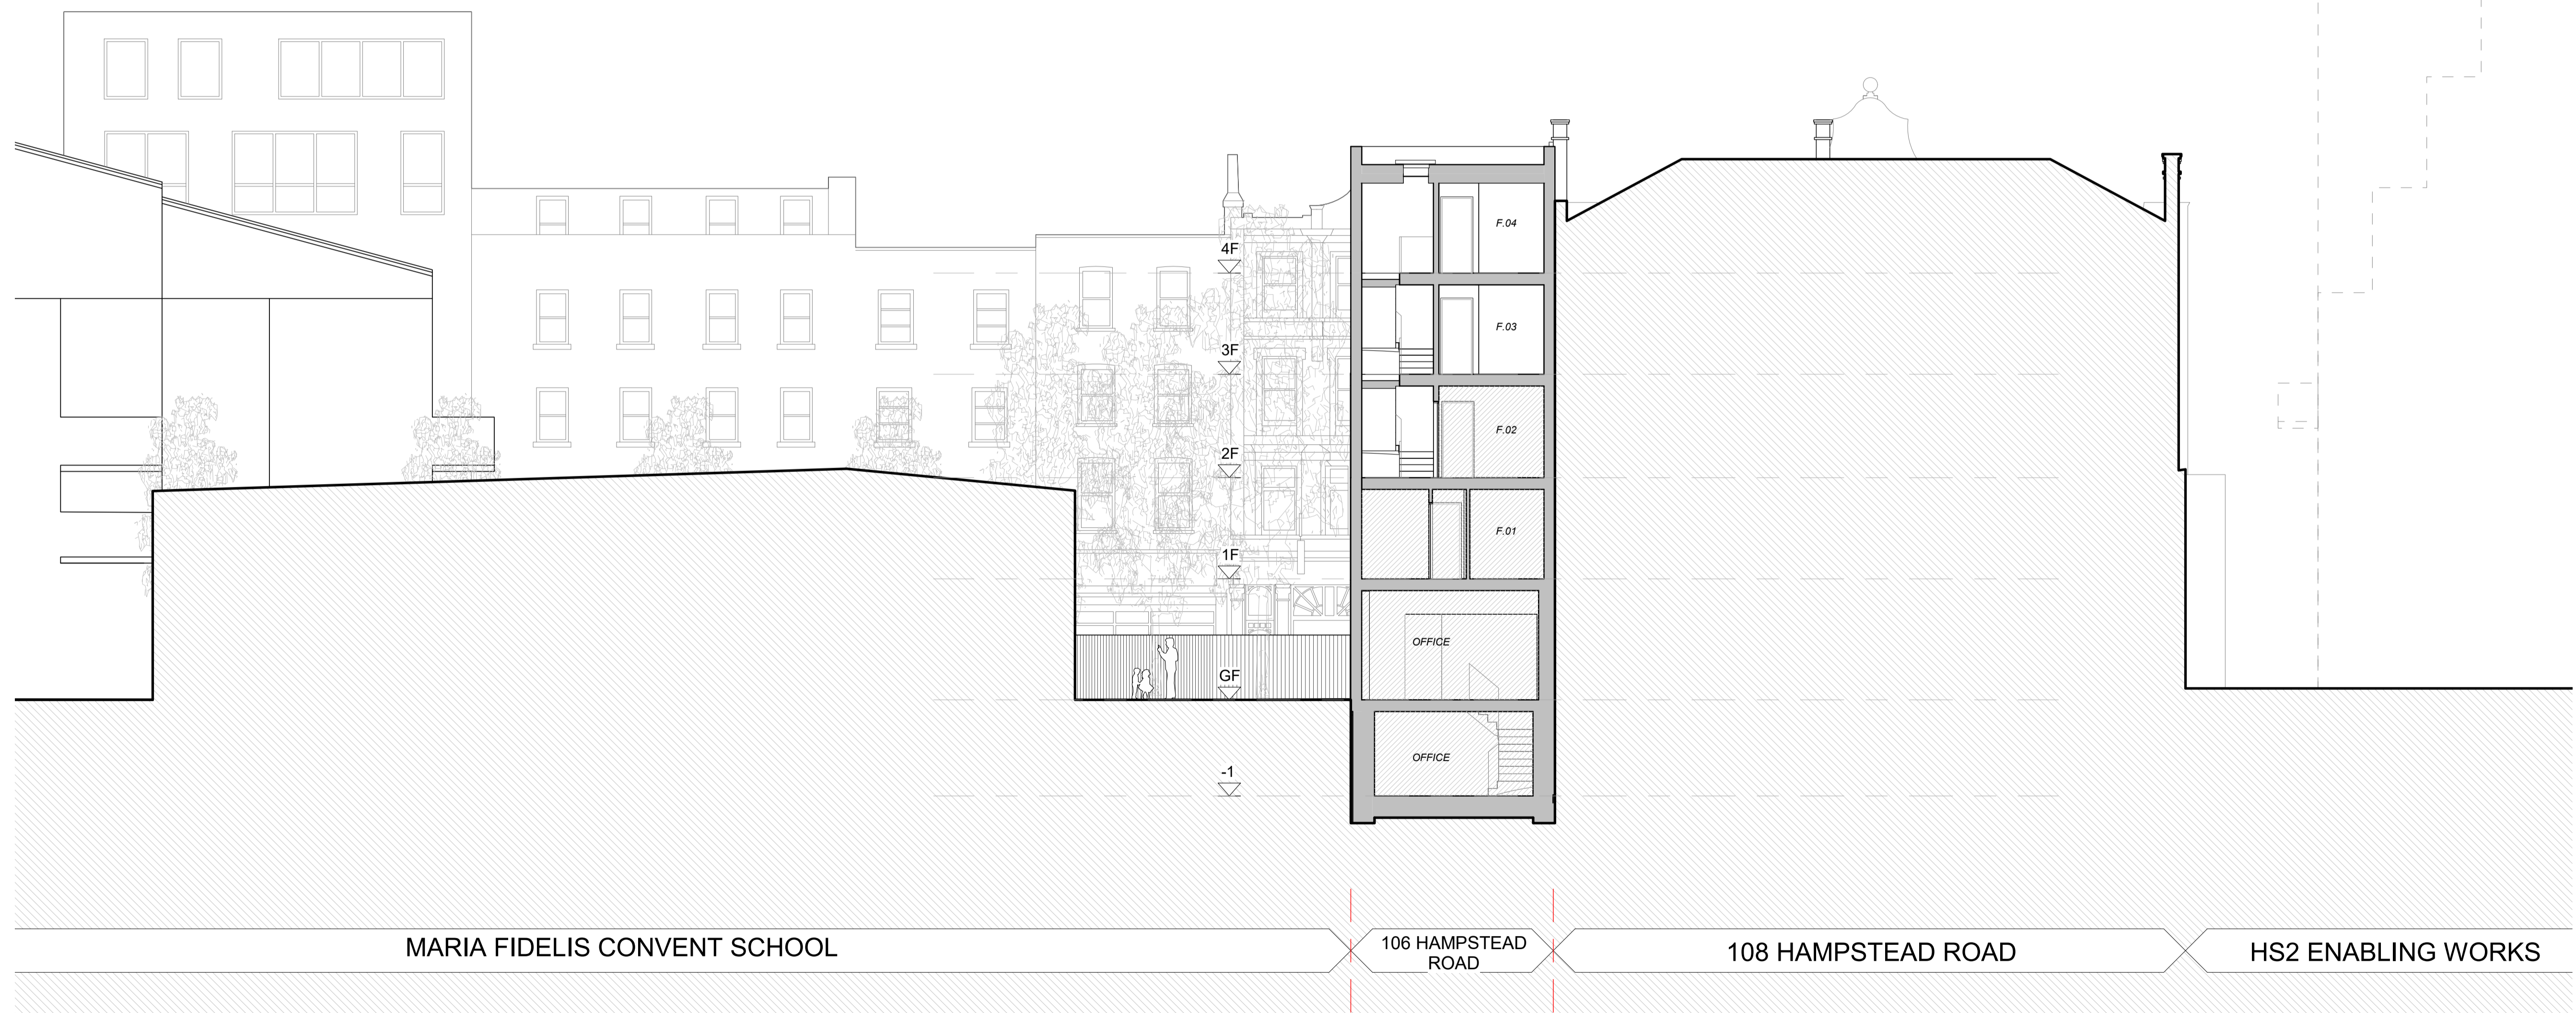 F.04
4F
F.03
3F
F.02
2F
F.01
1F
OFFICE
GF
OFFICE
-1
MARIA FIDELIS CONVENT SCHOOL
106 HAMPSTEAD
ROAD
108 HAMPSTEAD ROAD
HS2 ENABLING WORKS